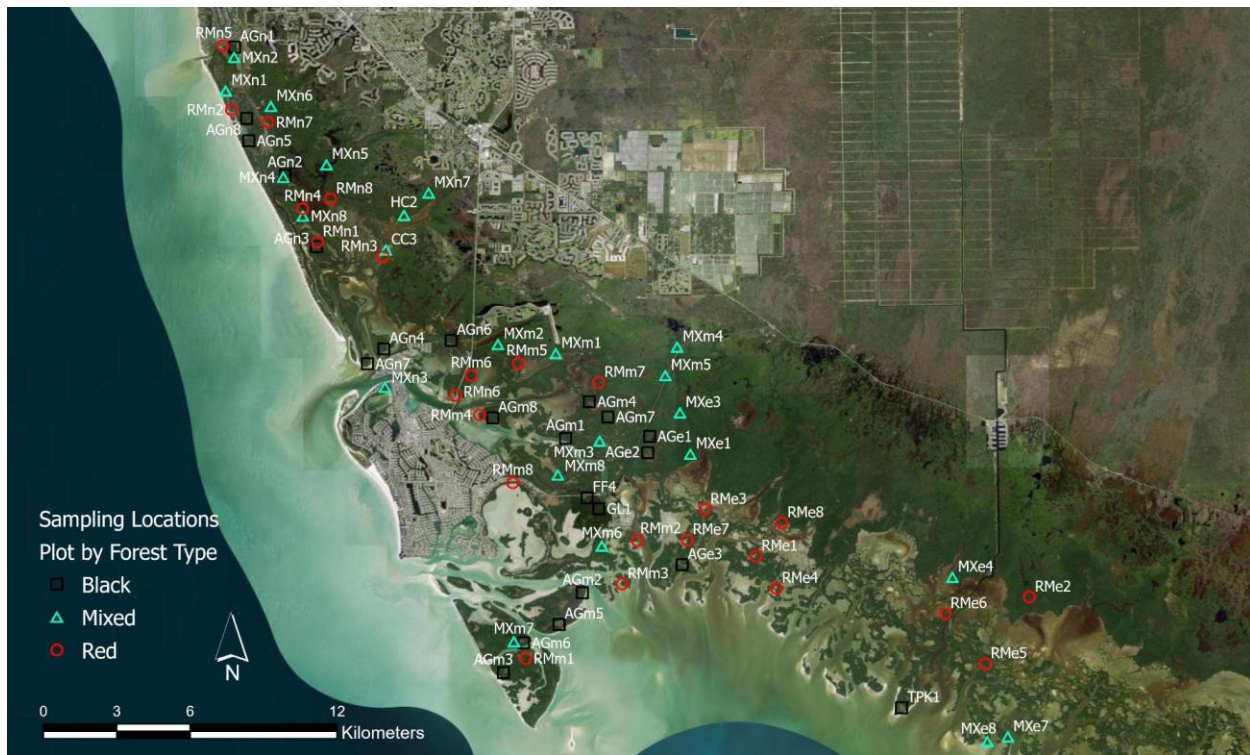 RMn5
AGn1
MXn2
MXn1
MXn6
RMn2
RMn7
AGn8
AGn5
MXn5
AGn2
MXn4
MXn7
RMn8
RMn4
HC2
MXn8
RMn1
AGn3
CC3
RMn3
AGn6
MXm2
MXm4
AGn4
MXm1
RMm5
AGn7
RMm6
RMm7
MXm5
MXn3
RMn6
AGm4
RMm4
AGm8
AGm7
MXe3
AGm1
AGe1
MXm3
AGe2
MXe1
MXm8
RMm8
FF4
GL1
RMe3
RMe8
RMm2
RMe7
MXm6
RMe1
AGe3
RMm3
RMe4
MXe4
AGm2
RMe2
RMe6
AGm5
MXm7
AGm6
RMm1
AGm3
RMe5
TPK1
MXe8
MXe7
Sampling Locations
Plot by Forest Type
Black
Mixed
Red
N
0 3 6 12
Kilometers